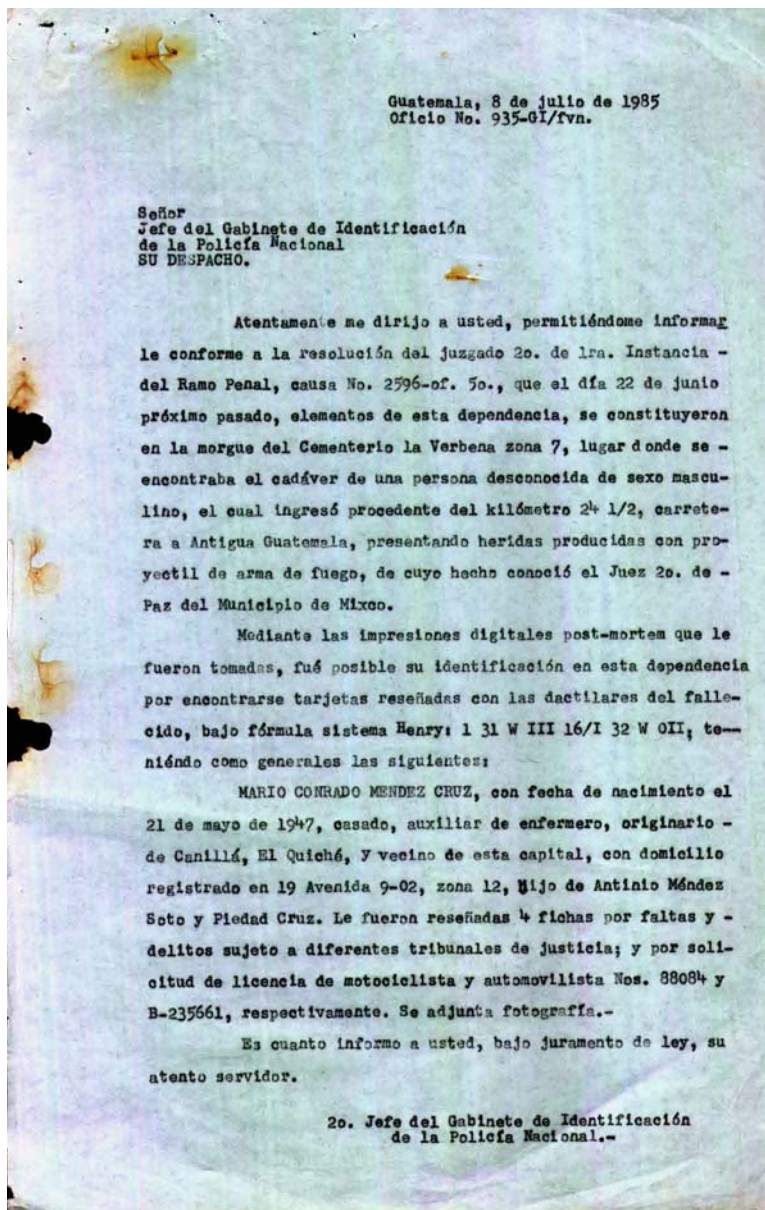 Guatemala, 8 de julio de 1985
Oficio No. 935-GI/fvn.
Señor
Jefe del Gabinete de Identificación
de la Policía Nacional
SU DESPACHO.
Atentamente me dirijo a usted, permitiéndome informar
le conforme a la resolución del juzgado 2o. de 1ra. Instancia -
del Ramo Penal, causa No. 2596-of. 5o., que el día 22 de junio
próximo pasado, elementos de esta dependencia, se constituyeron
en la morgue del Cementerio la Verbena zona 7, lugar donde se -
encontraba el cadáver de una persona desconocida de sexo mascu-
lino, el cual ingresó procedente del kilómetro 24 1/2, carrete-
ra a Antigua Guatemala, presentando heridas producidas con pro-
yectil de arma de fuego, de cuyo hecho conoció el Juez 2o. de -
Paz del Municipio de Mixco.
Mediante las impresiones digitales post-mortem que le
fueron tomadas, fué posible su identificación en esta dependencia
por encontrarse tarjetas reseñadas con las dactilares del falle-
cido, bajo fórmula sistema Henry: 1 31 W III 16/I 32 W OII; te--
niéndo como generales las siguientes:
MARIO CONRADO MENDEZ CRUZ, con fecha de nacimiento el
21 de mayo de 1947, casado, auxiliar de enfermero, originario -
de Canillá, El Quiché, y vecino de esta capital, con domicilio
registrado en 19 Avenida 9-02, zona 12, Hijo de Antinio Méndez
Soto y Piedad Cruz. Le fueron reseñadas 4 fichas por faltas y -
delitos sujeto a diferentes tribunales de justicia; y por soli-
citud de licencia de motociclista y automovilista Nos. 88084 y
B-235661, respectivamente. Se adjunta fotografía.-
Es cuanto informo a usted, bajo juramento de ley, su
atento servidor.
2o. Jefe del Gabinete de Identificación
de la Policía Nacional.-